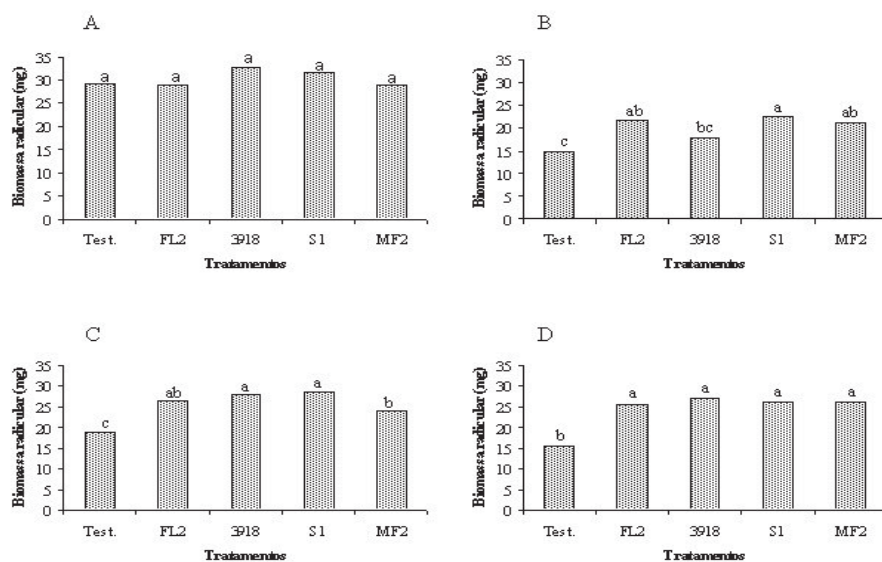 A
Biomassa radicular (mg)
35
30
25
20
15
10
5
0
a
a
a
a
a
Test.
FL2
3918
S1
MF2
Tratamentos
B
Biomassa radicular (mg)
35
30
25
20
15
10
5
0
c
ab
bc
a
ab
Test.
FL2
3918
S1
MF2
Tratamentos
C
Biomassa radicular (mg)
35
30
25
20
15
10
5
0
c
ab
a
a
b
Test.
FL2
3918
S1
MF2
Tratamentos
D
Biomassa radicular (mg)
35
30
25
20
15
10
5
0
b
a
a
a
a
Test.
FL2
3918
S1
MF2
Tratamentos